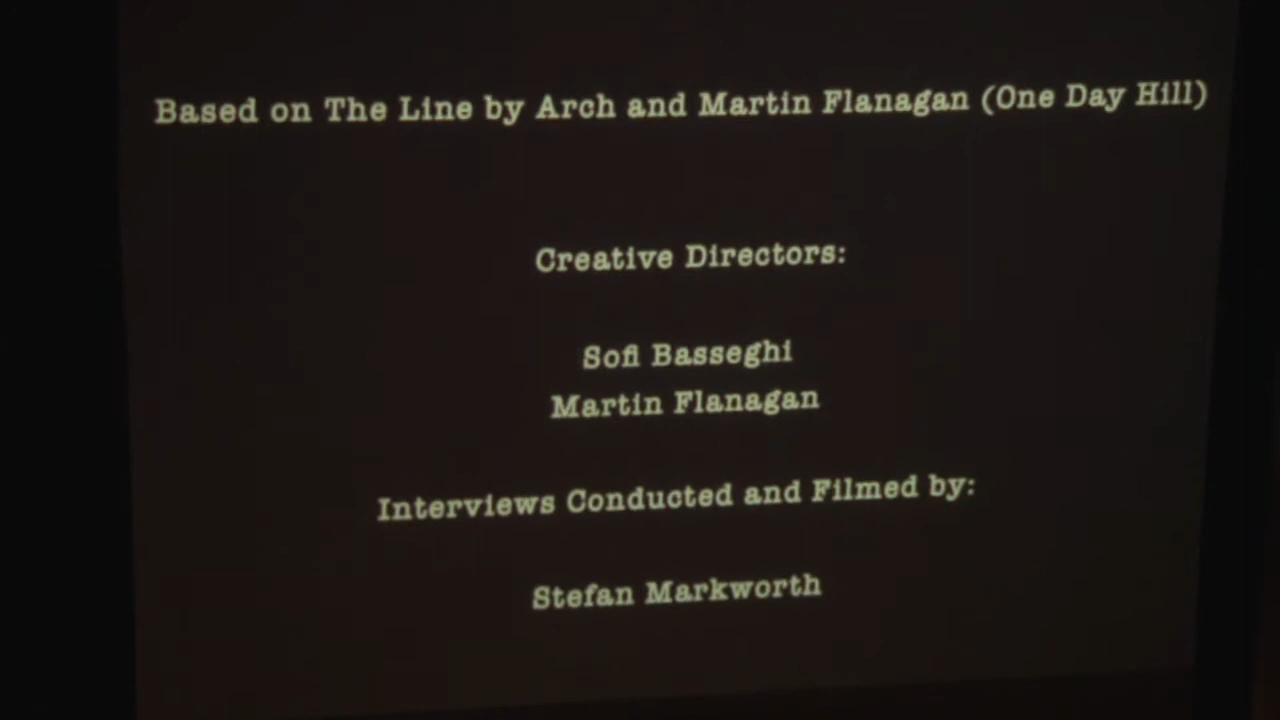 Based on The Line by Arch and Martin Flanagan (One Day Hill)
Creative Directors:
Sofi Basseghi
Martin Flanagan
Interviews Conducted and Filmed by:
Stefan Markworth